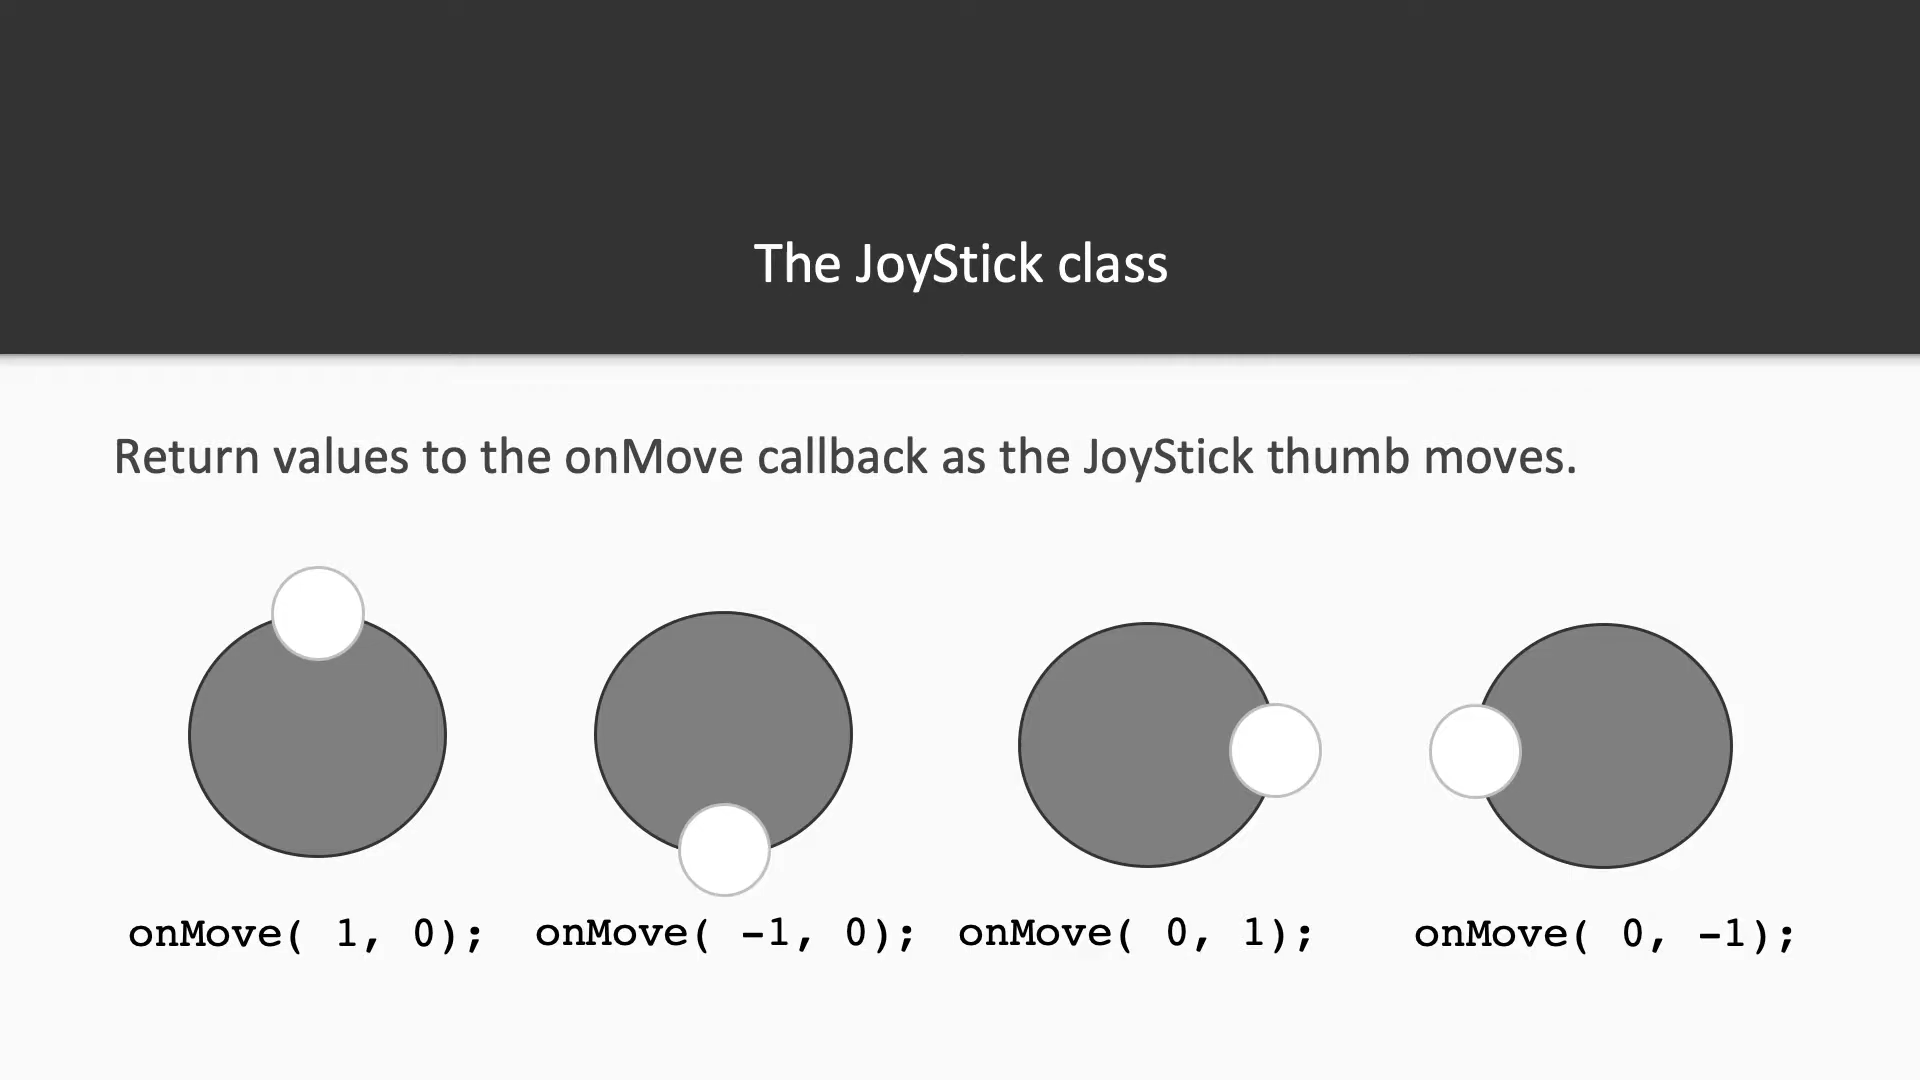 The JoyStick class
Return values to the onMove callback as the JoyStick thumb moves.
onMove( 1, 0); onMove( -1, 0); onMove( 0, 1); onMove( 0, -1);